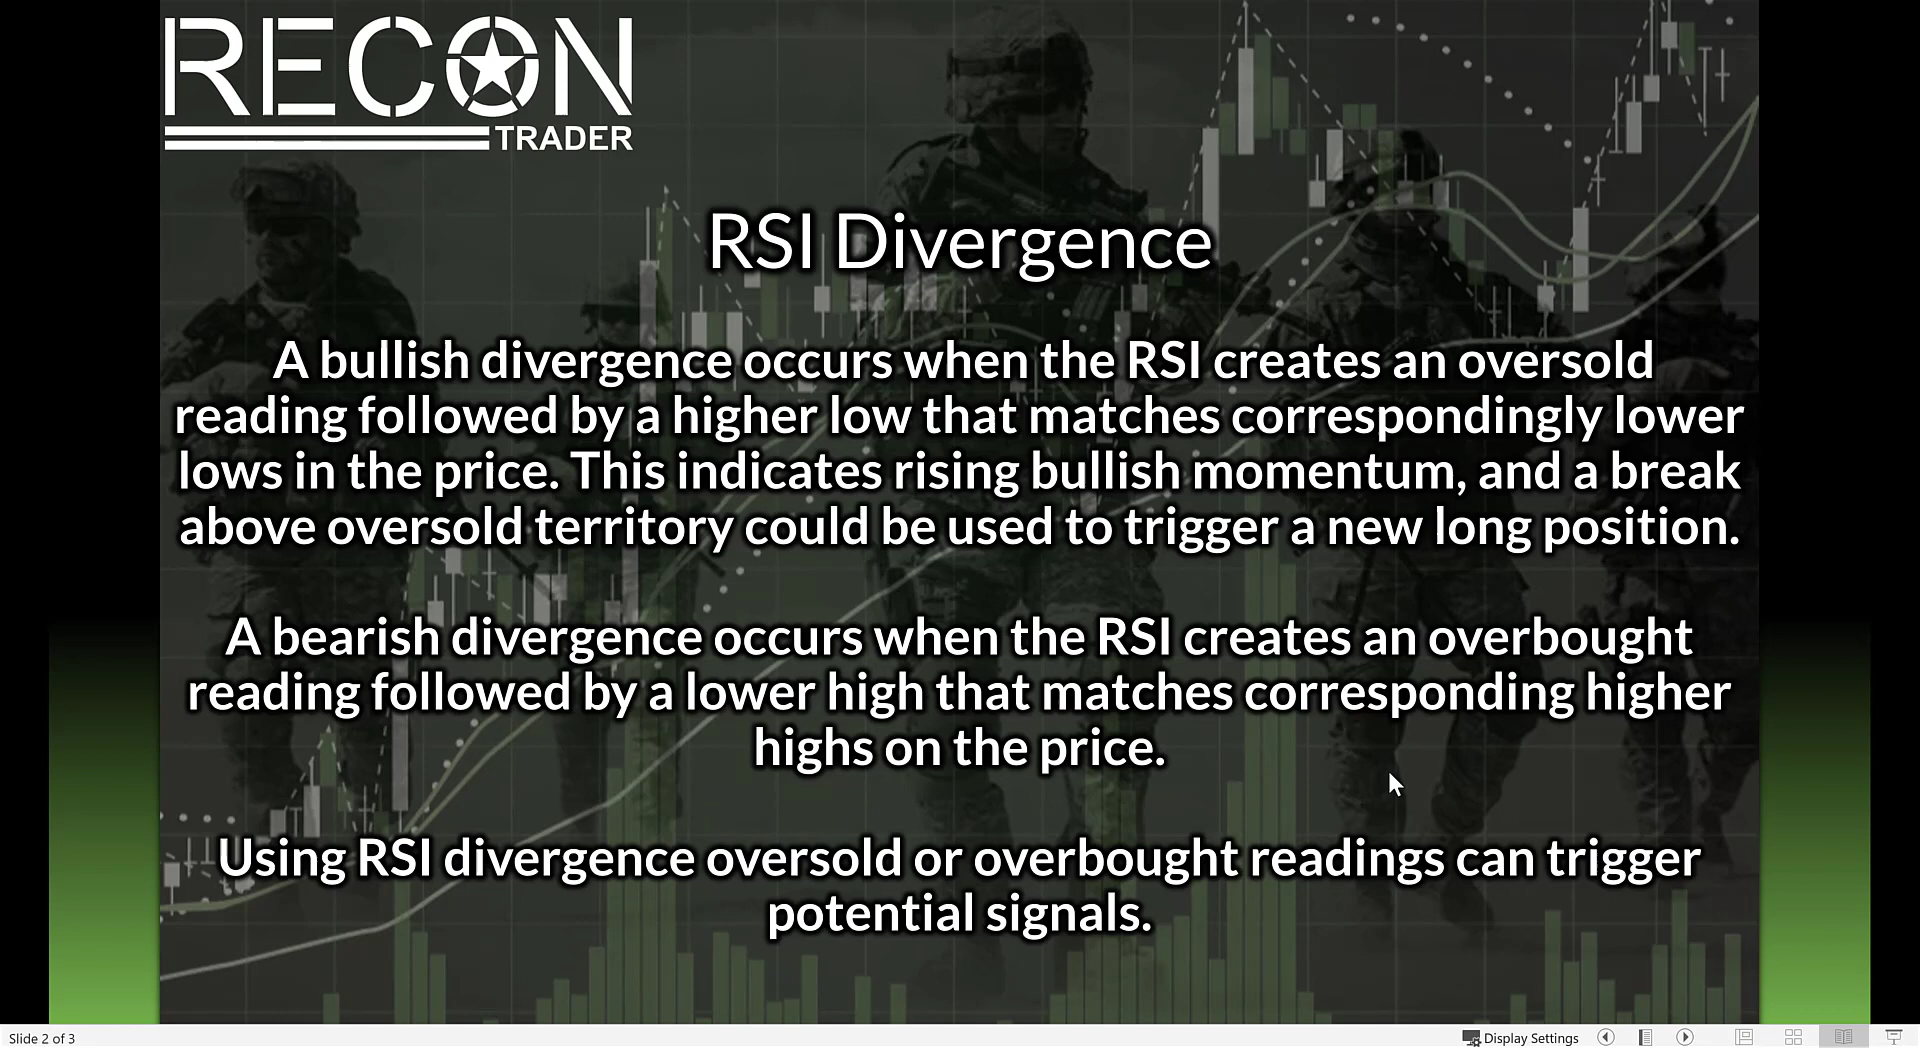 RECON
TRADER
RSI Divergence
A bullish divergence occurs when the RSI creates an oversold
reading followed by a higher low that matches correspondingly lower
lows in the price. This indicates rising bullish momentum, and a break
above oversold territory could be used to trigger a new long position.
A bearish divergence occurs when the RSI creates an overbought
reading followed by a lower high that matches corresponding higher
highs on the price.
Using RSI divergence oversold or overbought readings can trigger
potential signals.
Slide 2 of 3
Display Settings